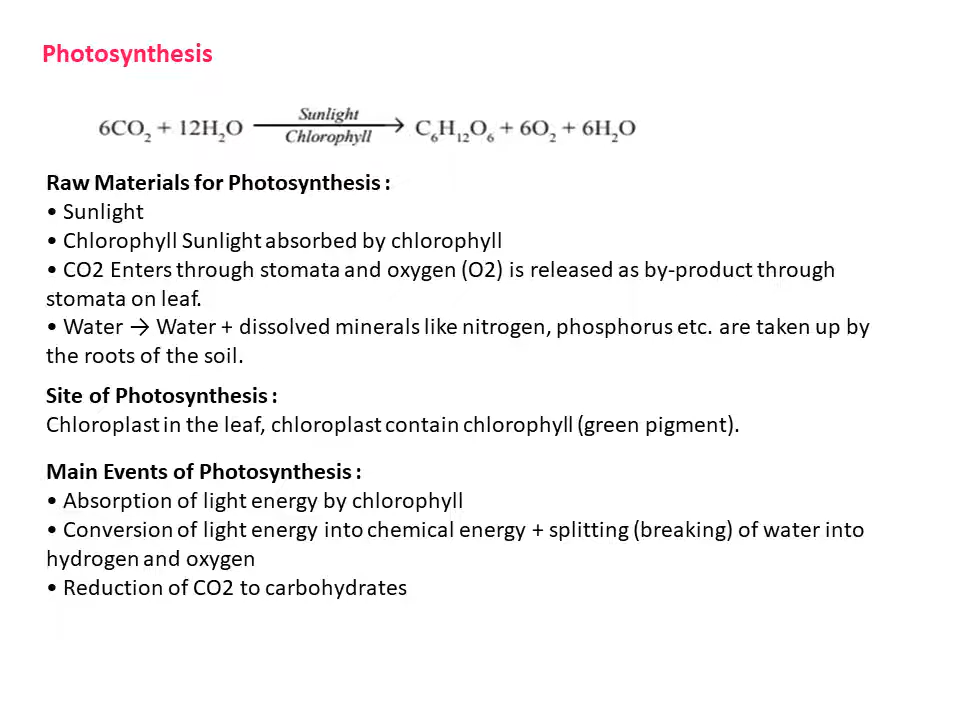 Photosynthesis
6CO₂ + 12H₂O Sunlight Chlorophyll → C₆H₁₂O₆ + 6O₂ + 6H₂O
Raw Materials for Photosynthesis :
• Sunlight
• Chlorophyll Sunlight absorbed by chlorophyll
• CO2 Enters through stomata and oxygen (O2) is released as by-product through
stomata on leaf.
• Water → Water + dissolved minerals like nitrogen, phosphorus etc. are taken up by
the roots of the soil.
Site of Photosynthesis :
Chloroplast in the leaf, chloroplast contain chlorophyll (green pigment).
Main Events of Photosynthesis :
• Absorption of light energy by chlorophyll
• Conversion of light energy into chemical energy + splitting (breaking) of water into
hydrogen and oxygen
• Reduction of CO2 to carbohydrates